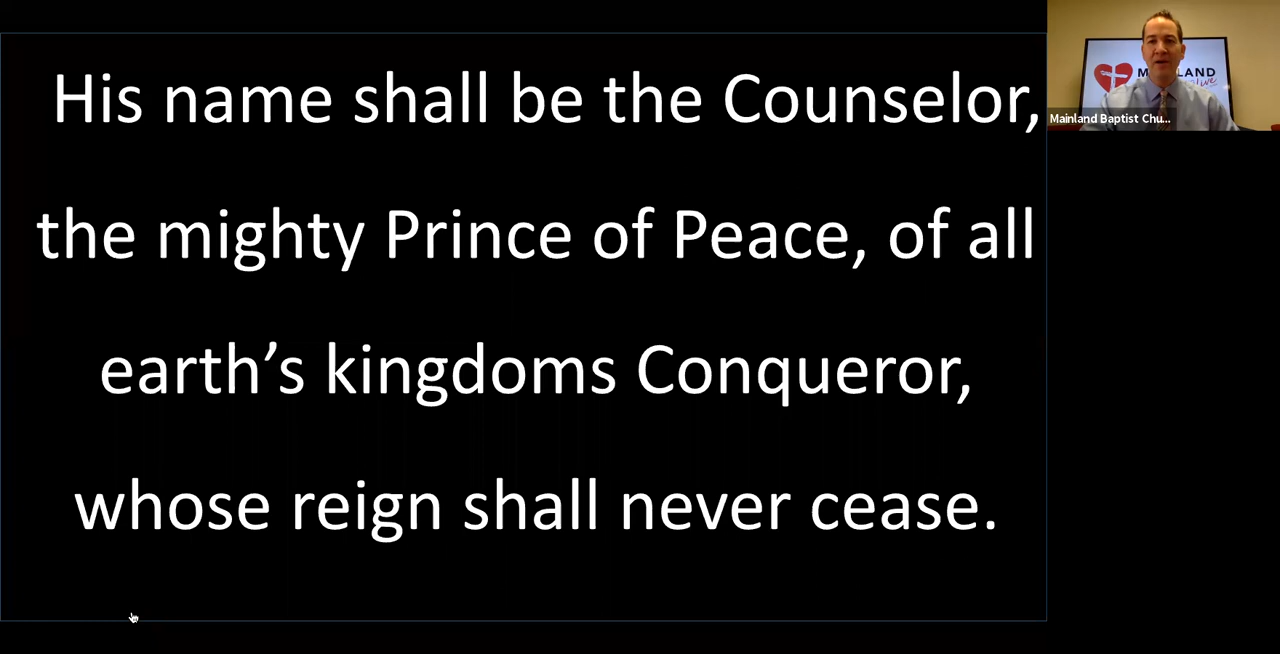 His name shall be the Counselor,
the mighty Prince of Peace, of all
earth’s kingdoms Conqueror,
whose reign shall never cease.
Mainland Baptist Chu...